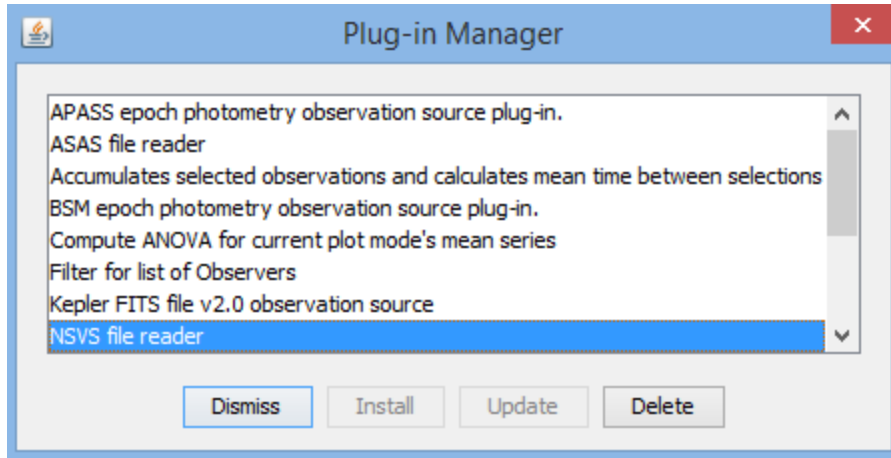 Plug-in Manager
APASS epoch photometry observation source plug-in.
ASAS file reader
Accumulates selected observations and calculates mean time between selections
BSM epoch photometry observation source plug-in.
Compute ANOVA for current plot mode's mean series
Filter for list of Observers
Kepler FITS file v2.0 observation source
NSVS file reader
Dismiss Install Update Delete